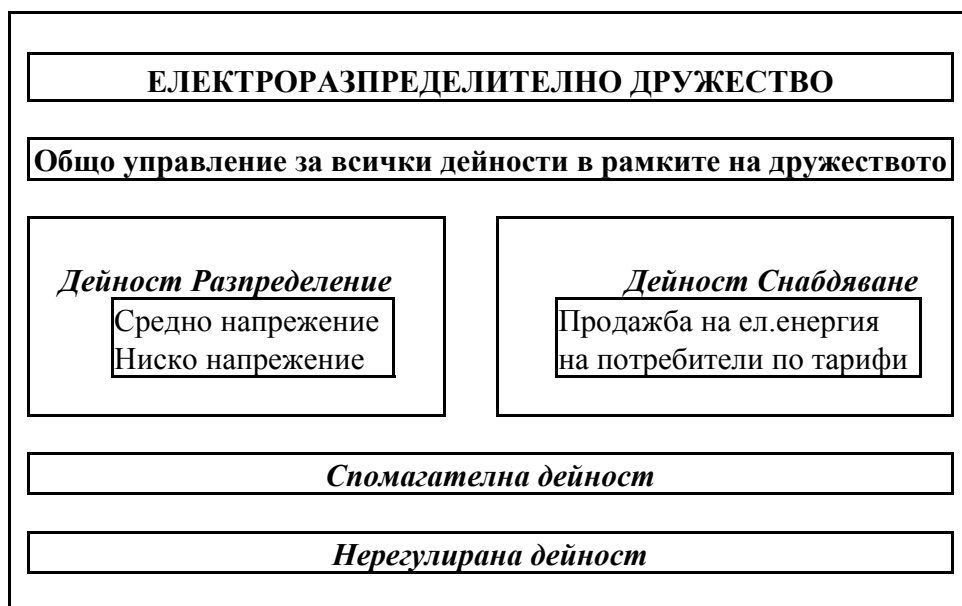 ЕЛЕКТРОРАЗПРЕДЕЛИТЕЛНО ДРУЖЕСТВО
Общо управление за всички дейности в рамките на дружеството
Дейност Разпределение
Средно напрежение
Ниско напрежение
Дейност Снабдяване
Продажба на ел.енергия
на потребители по тарифи
Спомагателна дейност
Нерегулирана дейност